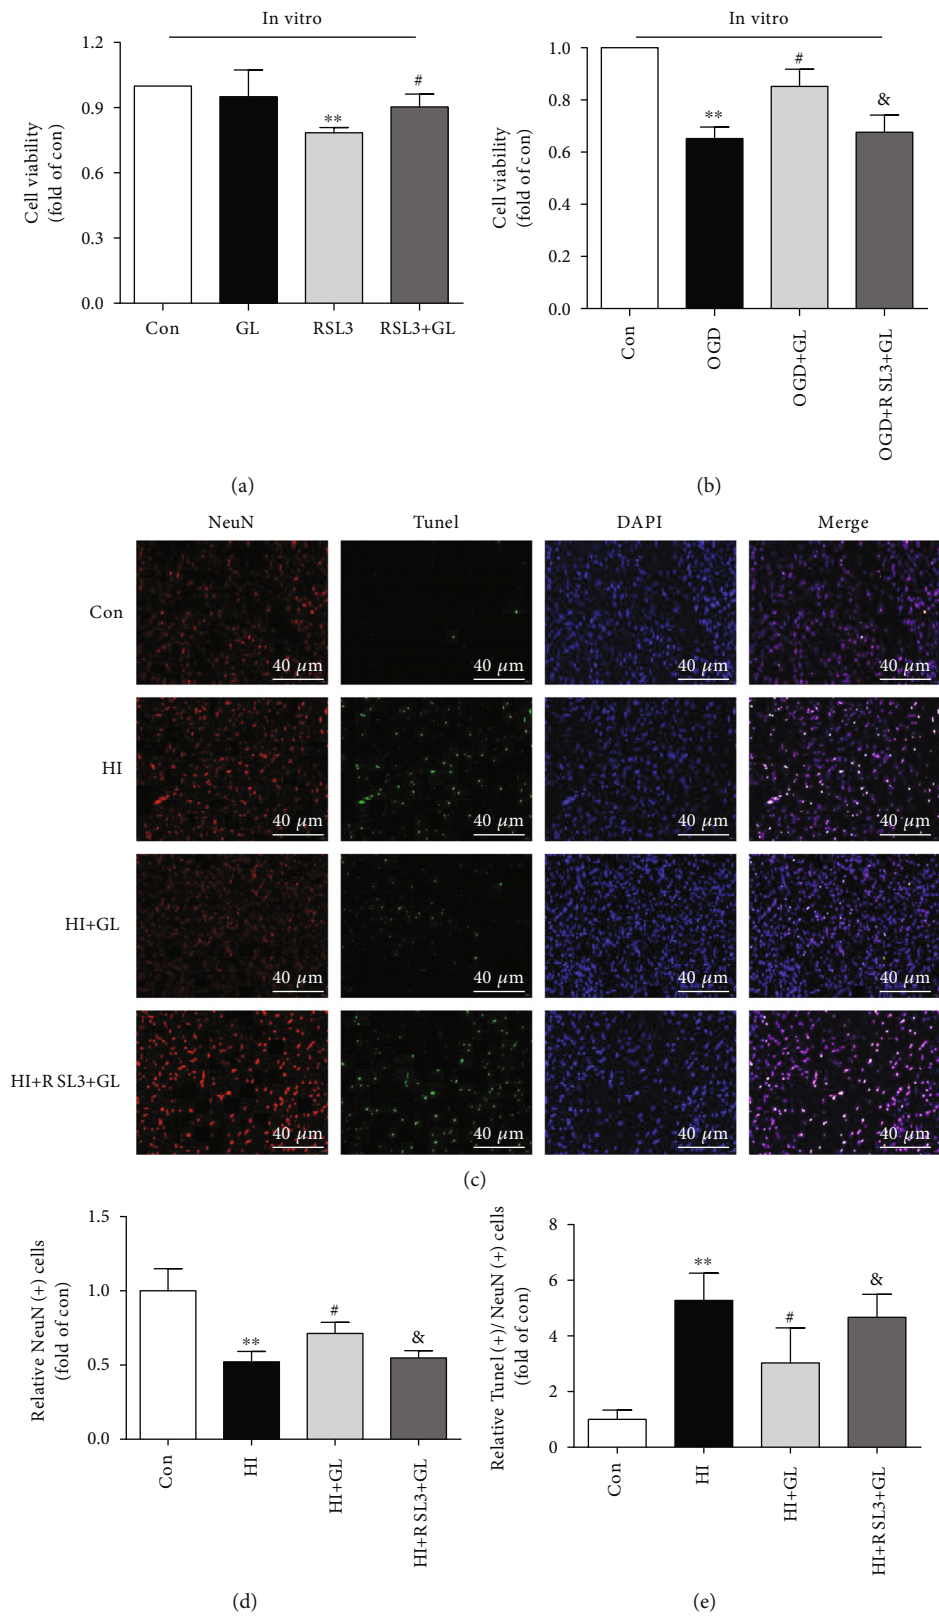 In vitro
Cell viability
(fold of con)
1.2
0.9
0.6
0.3
0.0
**
#
Con
GL
RSL3
RSL3+GL
(a)
In vitro
Cell viability
(fold of con)
1.0
0.8
0.6
0.4
0.2
0.0
**
#
&
Con
OGD
OGD+GL
OGD+RSL3+GL
(b)
NeuN
Tunel
DAPI
Merge
Con
40 μm
40 μm
40 μm
40 μm
HI
40 μm
40 μm
40 μm
40 μm
HI+GL
40 μm
40 μm
40 μm
40 μm
HI+RSL3+GL
40 μm
40 μm
40 μm
40 μm
(c)
Relative NeuN (+) cells
(fold of con)
1.5
1.0
0.5
0.0
**
#
&
Con
HI
HI+GL
HI+RSL3+GL
(d)
Relative Tunel (+)/ NeuN (+) cells
(fold of con)
8
6
4
2
0
**
#
&
Con
HI
HI+GL
HI+RSL3+GL
(e)